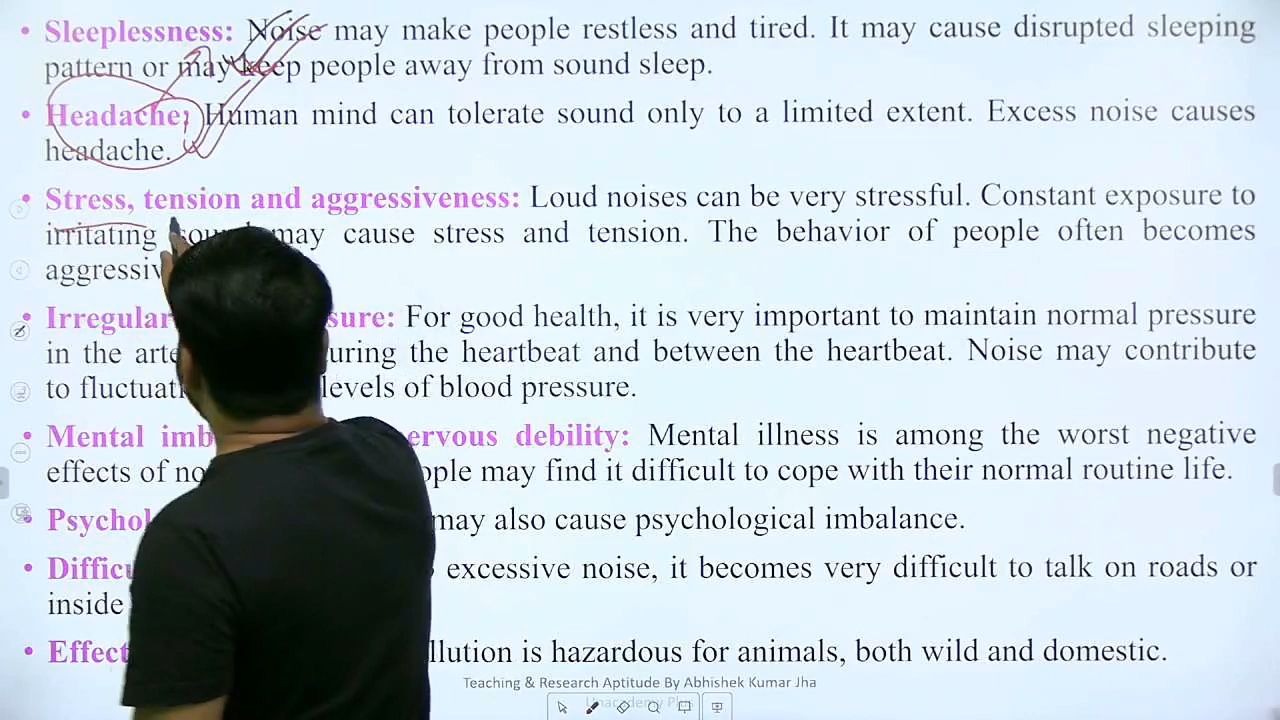 • Sleeplessness: Noise may make people restless and tired. It may cause disrupted sleeping
pattern or may keep people away from sound sleep.
• Headache: Human mind can tolerate sound only to a limited extent. Excess noise causes
headache.
• Stress, tension and aggressiveness: Loud noises can be very stressful. Constant exposure to
irritating may cause stress and tension. The behavior of people often becomes
• Irregular sure: For good health, it is very important to maintain normal pressure
in the uring the heartbeat and between the heartbeat. Noise may contribute
to levels of blood pressure.
• Mental ervous debility: Mental illness is among the worst negative
effects of ople may find it difficult to cope with their normal routine life.
• may also cause psychological imbalance.
• excessive noise, it becomes very difficult to talk on roads or
inside
• Effect llution is hazardous for animals, both wild and domestic.
Teaching & Research Aptitude By Abhishek Kumar Jha
Unacademy Plus